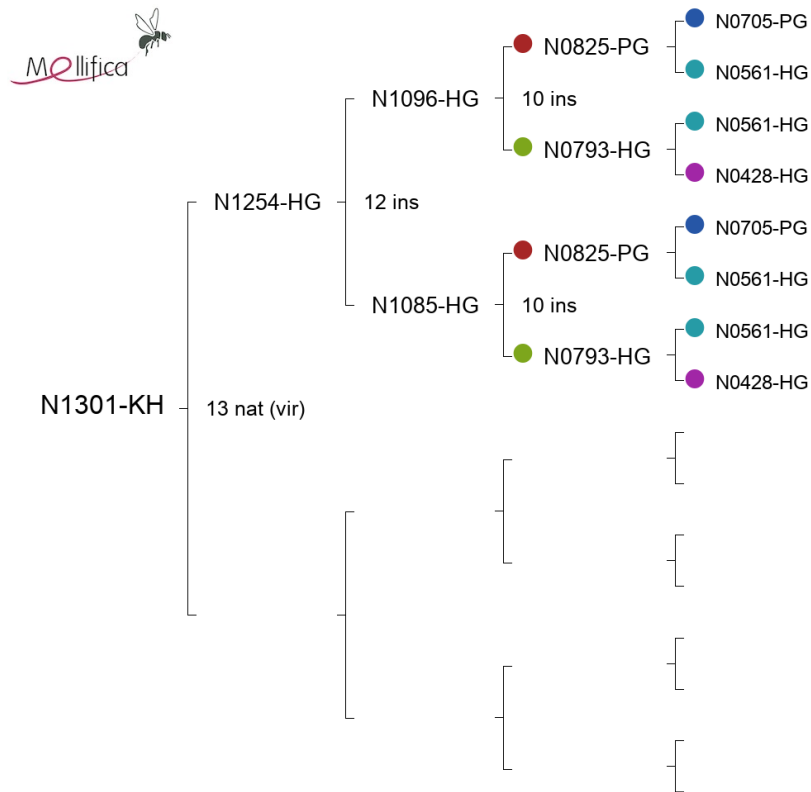 Mellifica
N0705-PG
N0825-PG
N0561-HG
N1096-HG
10 ins
N0561-HG
N0793-HG
N0428-HG
N1254-HG
12 ins
N0705-PG
N0825-PG
N0561-HG
N1085-HG
10 ins
N0561-HG
N0793-HG
N0428-HG
N1301-KH
13 nat (vir)